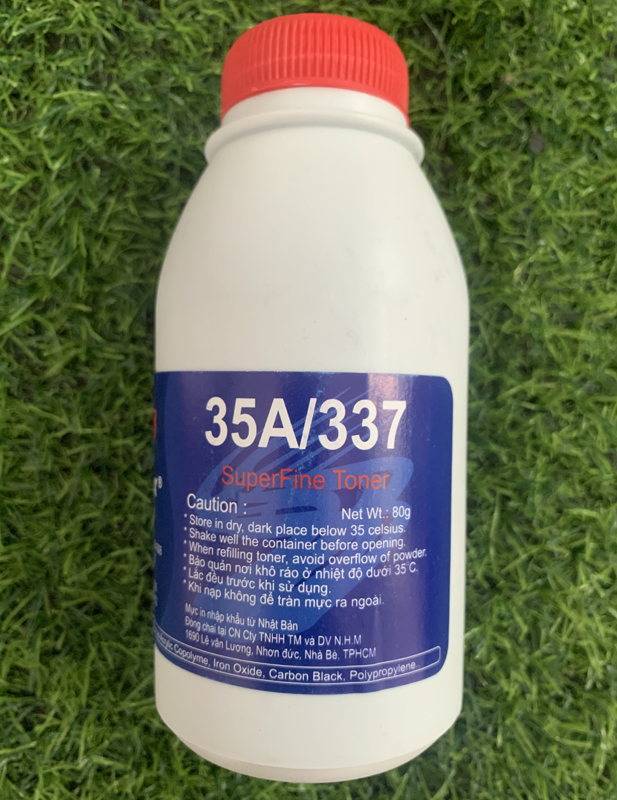 35A/337
SuperFine Toner
Caution :
Net Wt.: 80g
* Store in dry, dark place below 35 celsius.
* Shake well the container before opening.
* When refilling toner, avoid overflow of powder.
* Bảo quản nơi khô ráo ở nhiệt độ dưới 35°C.
* Lắc đều trước khi sử dụng.
* Khi nạp không để tràn mực ra ngoài.
Mực in nhập khẩu từ Nhật Bản
Đóng chai tại CN Cty TNHH TM và DV N.H.M
1690 Lê văn Lương, Nhơn đức, Nhà Bè, TPHCM
Copolyme, Iron Oxide, Carbon Black, Polypropylene.